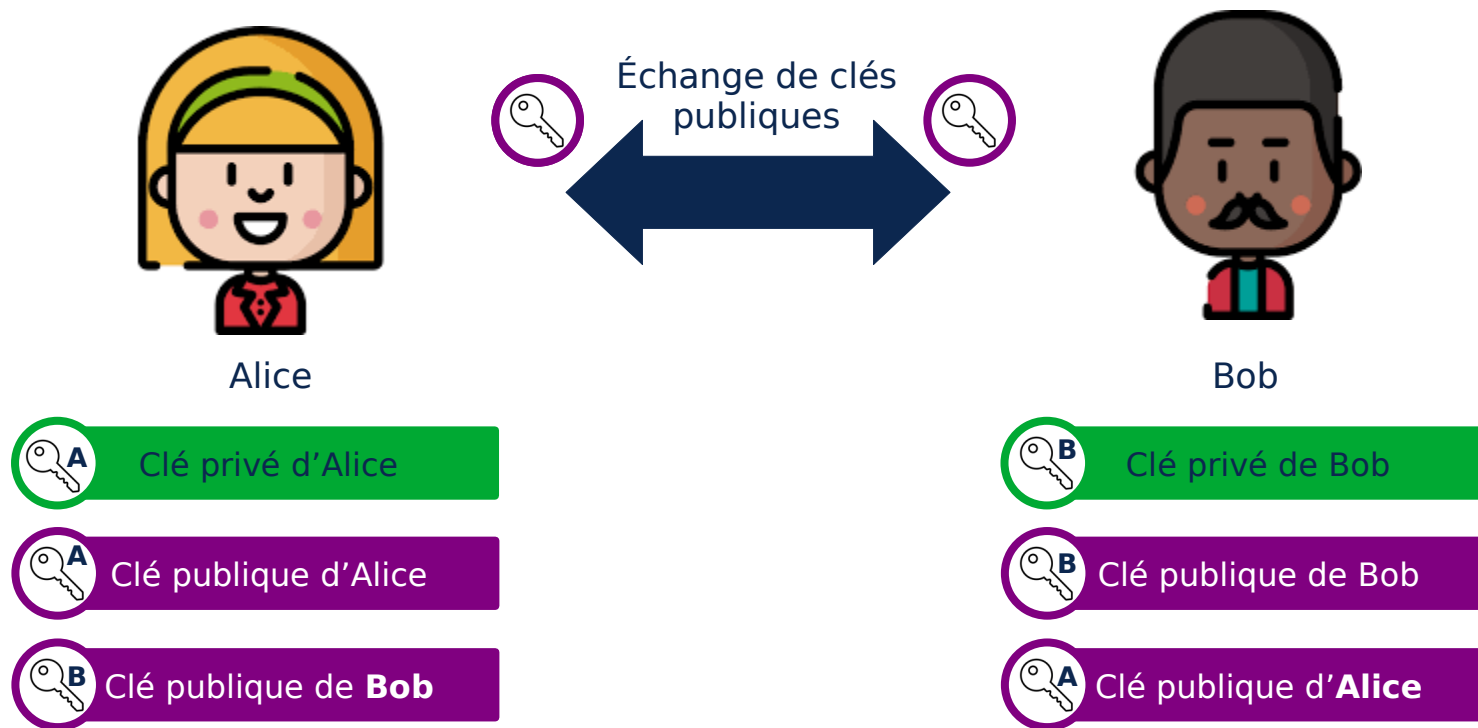 Échange de clés
publiques
Alice
Bob
A
Clé privé d’Alice
B
Clé privé de Bob
A
Clé publique d’Alice
B
Clé publique de Bob
B
Clé publique de Bob
A
Clé publique d’Alice